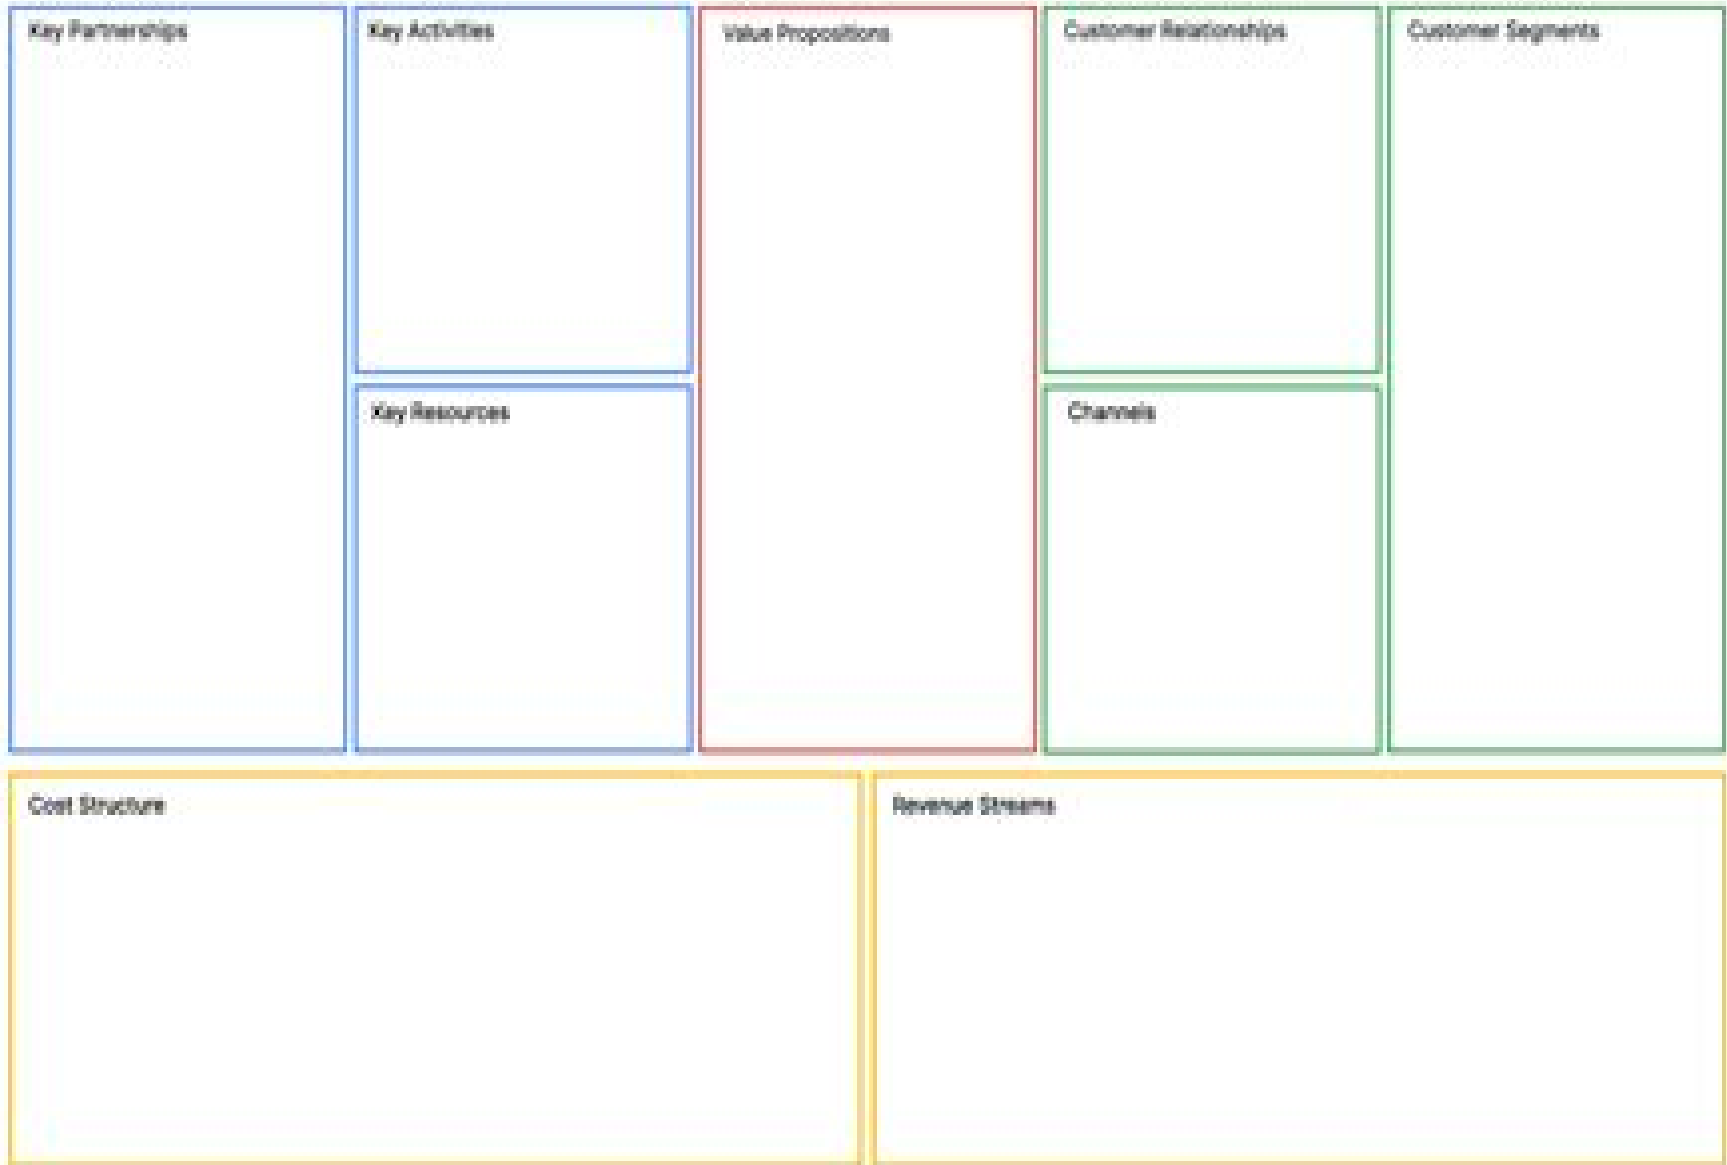 Key Partnerships
Key Activities
Value Propositions
Customer Relationships
Customer Segments
Key Resources
Channels
Cost Structure
Revenue Streams